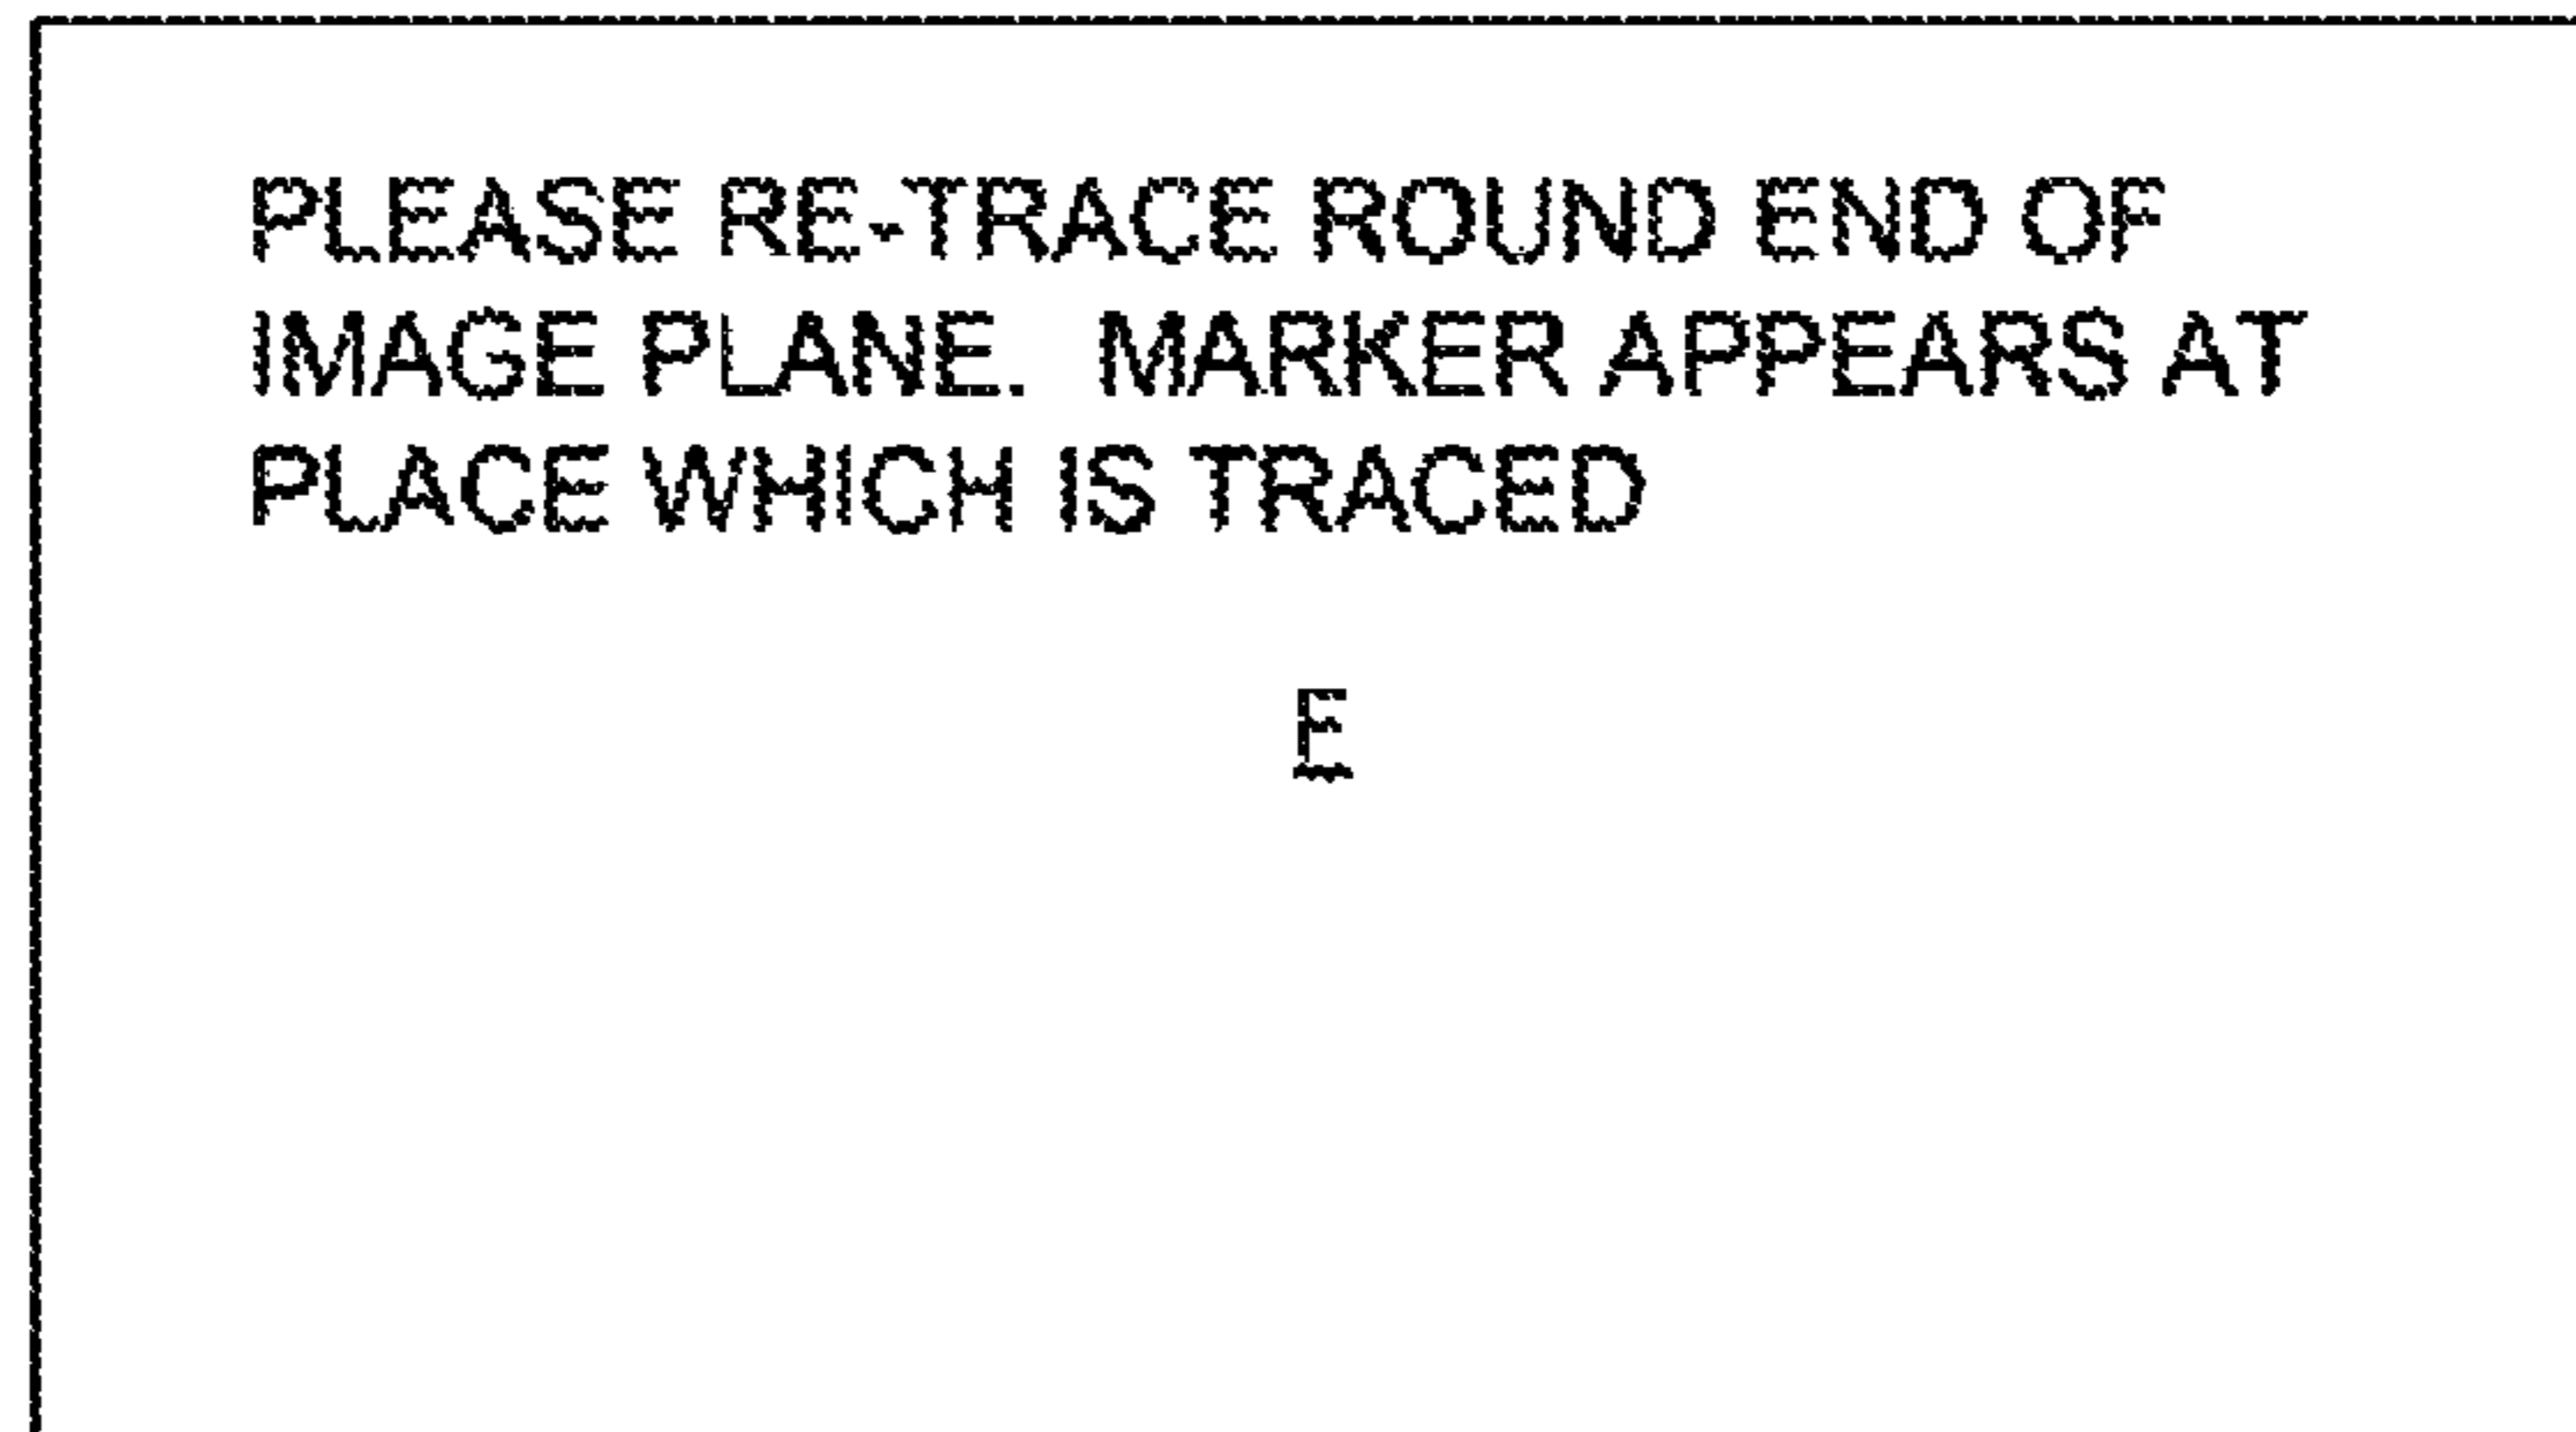 PLEASE RE-TRACE ROUND END OF
IMAGE PLANE.  MARKER APPEARS AT
PLACE WHICH IS TRACED
F